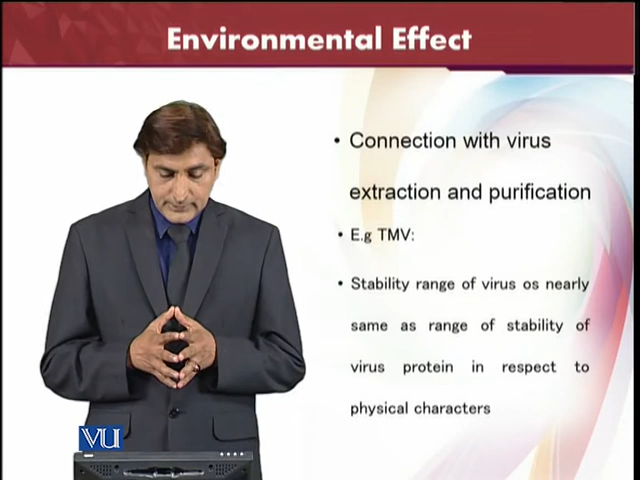 Environmental Effect
• Connection with virus
extraction and purification
• E.g TMV:
• Stability range of virus os nearly
same as range of stability of
virus protein in respect to
physical characters
VU